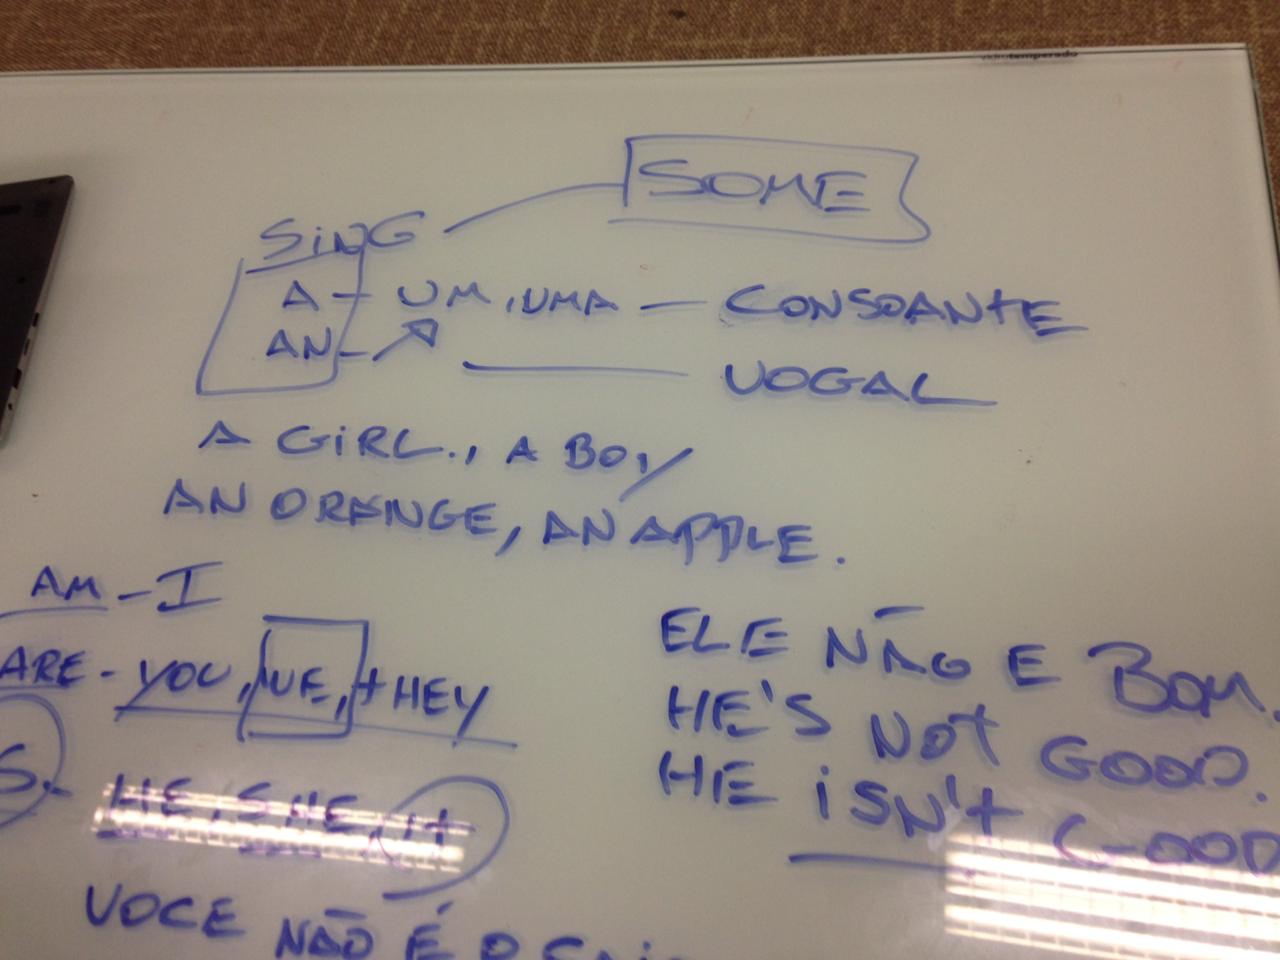 temperado
SOME
SiNG
A - UM, UMA - CONSOANtE
AN - VOGAL
A GiRL., A BOY
AN ORANGE, AN APPLE.
AM - I
ARE - YOU, WE, tHEY
S. - HE, SHE, it
ELE NÃO E BOM.
HE'S NOt GOOD.
HE iSN't GOOD
VOCE NÃO É O